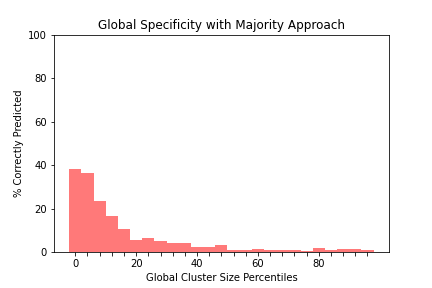 Global Specificity with Majority Approach
100
80
60
40
20
0
% Correctly Predicted
0 20 40 60 80
Global Cluster Size Percentiles